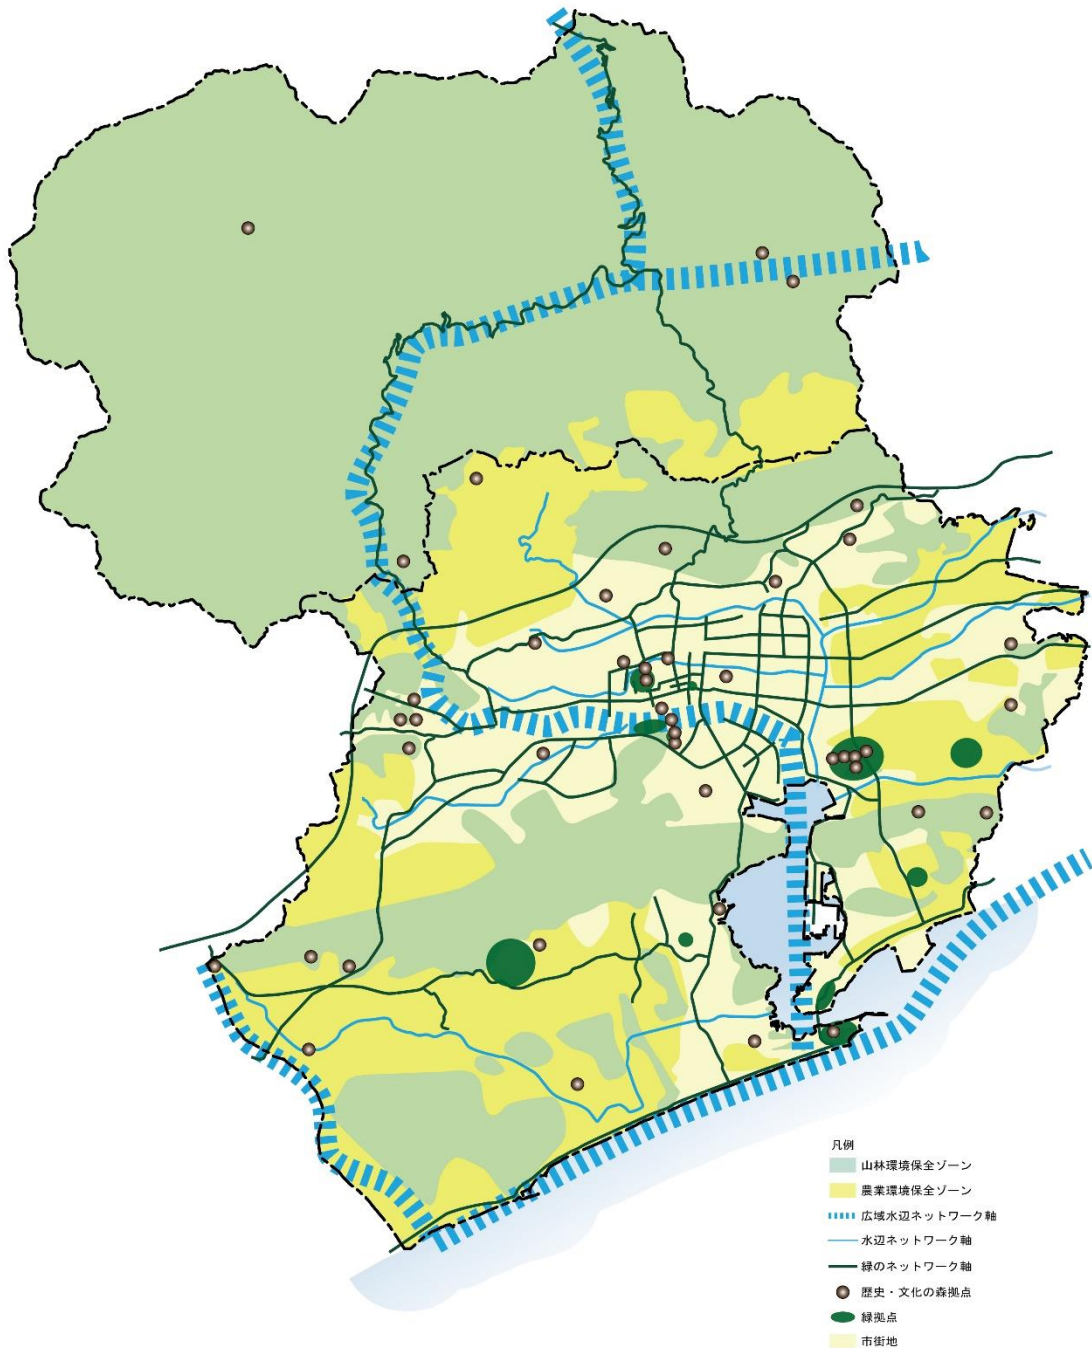 凡例
山林環境保全ゾーン
農業環境保全ゾーン
広域水辺ネットワーク軸
水辺ネットワーク軸
緑のネットワーク軸
歴史・文化の森拠点
緑拠点
市街地